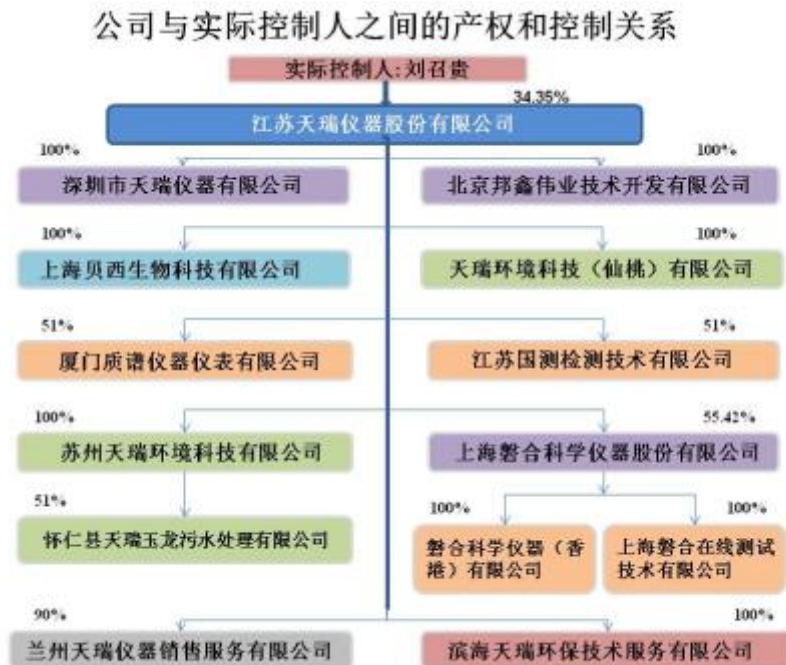 公司与实际控制人之间的产权和控制关系
实际控制人:刘召贵
34.35%
江苏天瑞仪器股份有限公司
100%
100%
深圳市天瑞仪器有限公司
北京邦鑫伟业技术开发有限公司
100%
100%
上海贝西生物科技有限公司
天瑞环境科技（仙桃）有限公司
51%
51%
厦门质谱仪器仪表有限公司
江苏国测检测技术有限公司
100%
55.42%
苏州天瑞环境科技有限公司
上海磐合科学仪器股份有限公司
51%
100%
100%
怀仁县天瑞玉龙污水处理有限公司
磐合科学仪器（香
港）有限公司
上海磐合在线测试
技术有限公司
90%
100%
兰州天瑞仪器销售服务有限公司
滨海天瑞环保技术服务有限公司